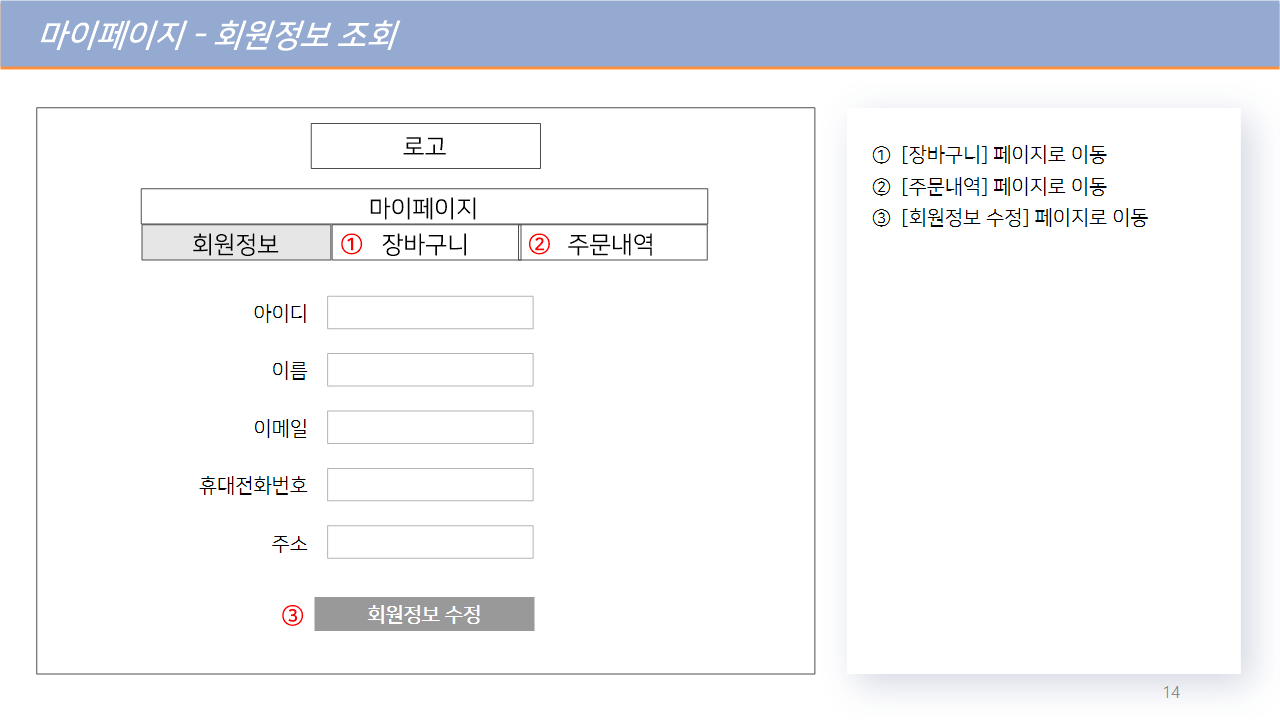 마이페이지 - 회원정보 조회
로고
마이페이지
회원정보 ① 장바구니 ② 주문내역
아이디
이름
이메일
휴대전화번호
주소
③ 회원정보 수정
① [장바구니] 페이지로 이동
② [주문내역] 페이지로 이동
③ [회원정보 수정] 페이지로 이동
14